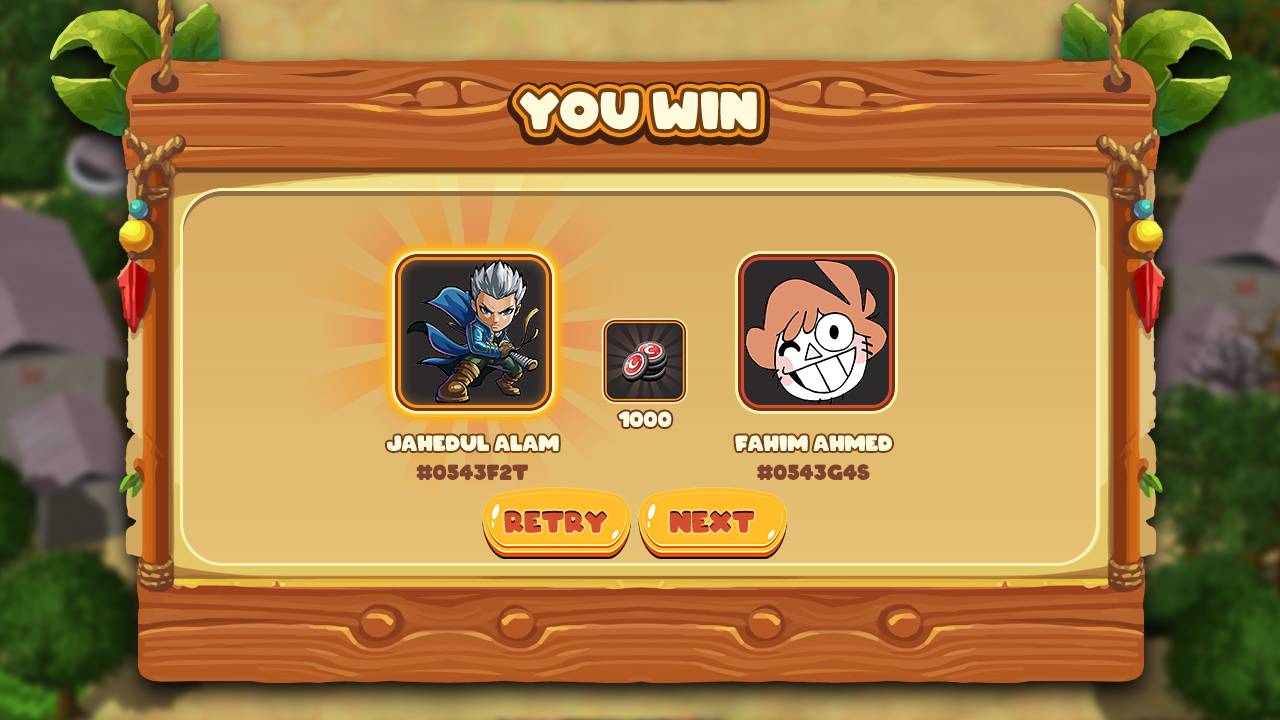 YOU WIN
1000
JAHEDUL ALAM
FAHIM AHMED
#0543F2T
#0543G4S
RETRY
NEXT